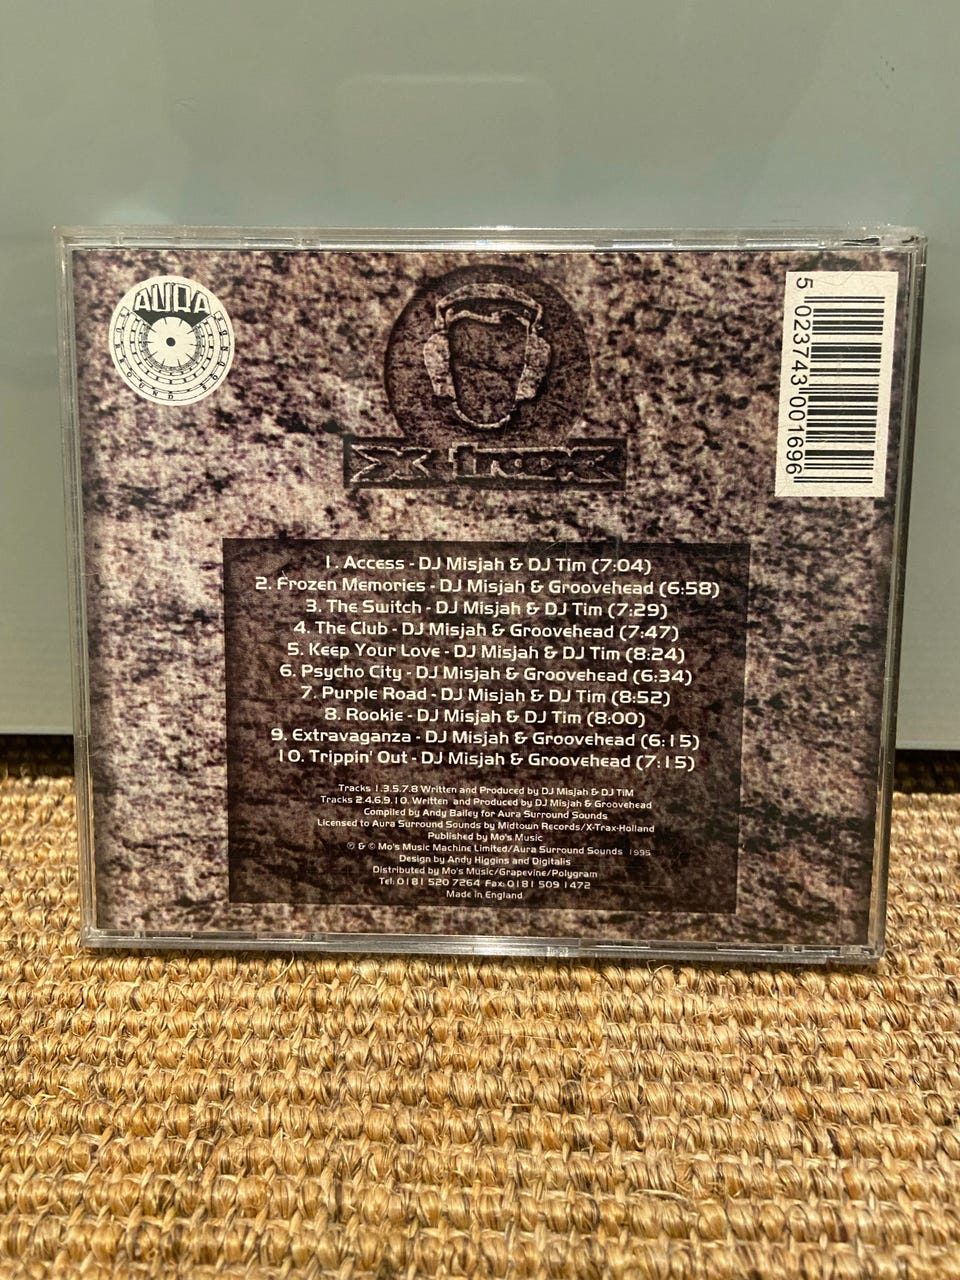 AURA
SURROUND SOUNDS
X-trax
5 023743 001696
1. Access - DJ Misjah & DJ Tim (7:04)
2. Frozen Memories - DJ Misjah & Groovehead (6:58)
3. The Switch - DJ Misjah & DJ Tim (7:29)
4. The Club - DJ Misjah & Groovehead (7:47)
5. Keep Your Love - DJ Misjah & DJ Tim (8:24)
6. Psycho City - DJ Misjah & Groovehead (6:34)
7. Purple Road - DJ Misjah & DJ Tim (8:52)
8. Rookie - DJ Misjah & DJ Tim (8:00)
9. Extravaganza - DJ Misjah & Groovehead (6:15)
10. Trippin' Out - DJ Misjah & Groovehead (7:15)
Tracks 1.3.5.7.8 Written and Produced by DJ Misjah & DJ TIM
Tracks 2.4.6.9.10. Written and Produced by DJ Misjah & Groovehead
Compiled by Andy Bailey for Aura Surround Sounds
Licensed to Aura Surround Sounds by Midtown Records/X-Trax-Holland
Published by Mo's Music
℗ & © Mo's Music Machine Limited/Aura Surround Sounds 1995
Design by Andy Higgins and Digitalis
Distributed by Mo's Music/Grapevine/Polygram
Tel: 0181 520 7264 Fax: 0181 509 1472
Made in England